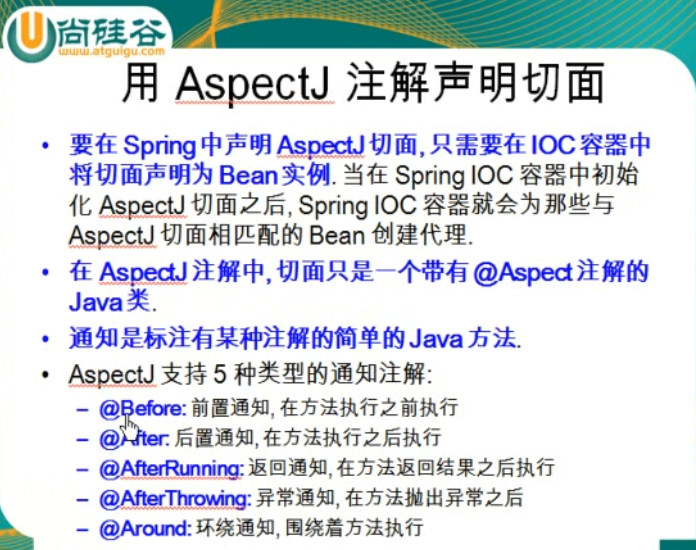 尚硅谷
www.atguigu.com
用 AspectJ 注解声明切面
• 要在 Spring 中声明 AspectJ 切面, 只需要在 IOC 容器中
将切面声明为 Bean 实例. 当在 Spring IOC 容器中初始
化 AspectJ 切面之后, Spring IOC 容器就会为那些与
AspectJ 切面相匹配的 Bean 创建代理.
• 在 AspectJ 注解中, 切面只是一个带有 @Aspect 注解的
Java 类.
• 通知是标注有某种注解的简单的 Java 方法.
• AspectJ 支持 5 种类型的通知注解:
– @Before: 前置通知, 在方法执行之前执行
– @After: 后置通知, 在方法执行之后执行
– @AfterRunning: 返回通知, 在方法返回结果之后执行
– @AfterThrowing: 异常通知, 在方法抛出异常之后
– @Around: 环绕通知, 围绕着方法执行